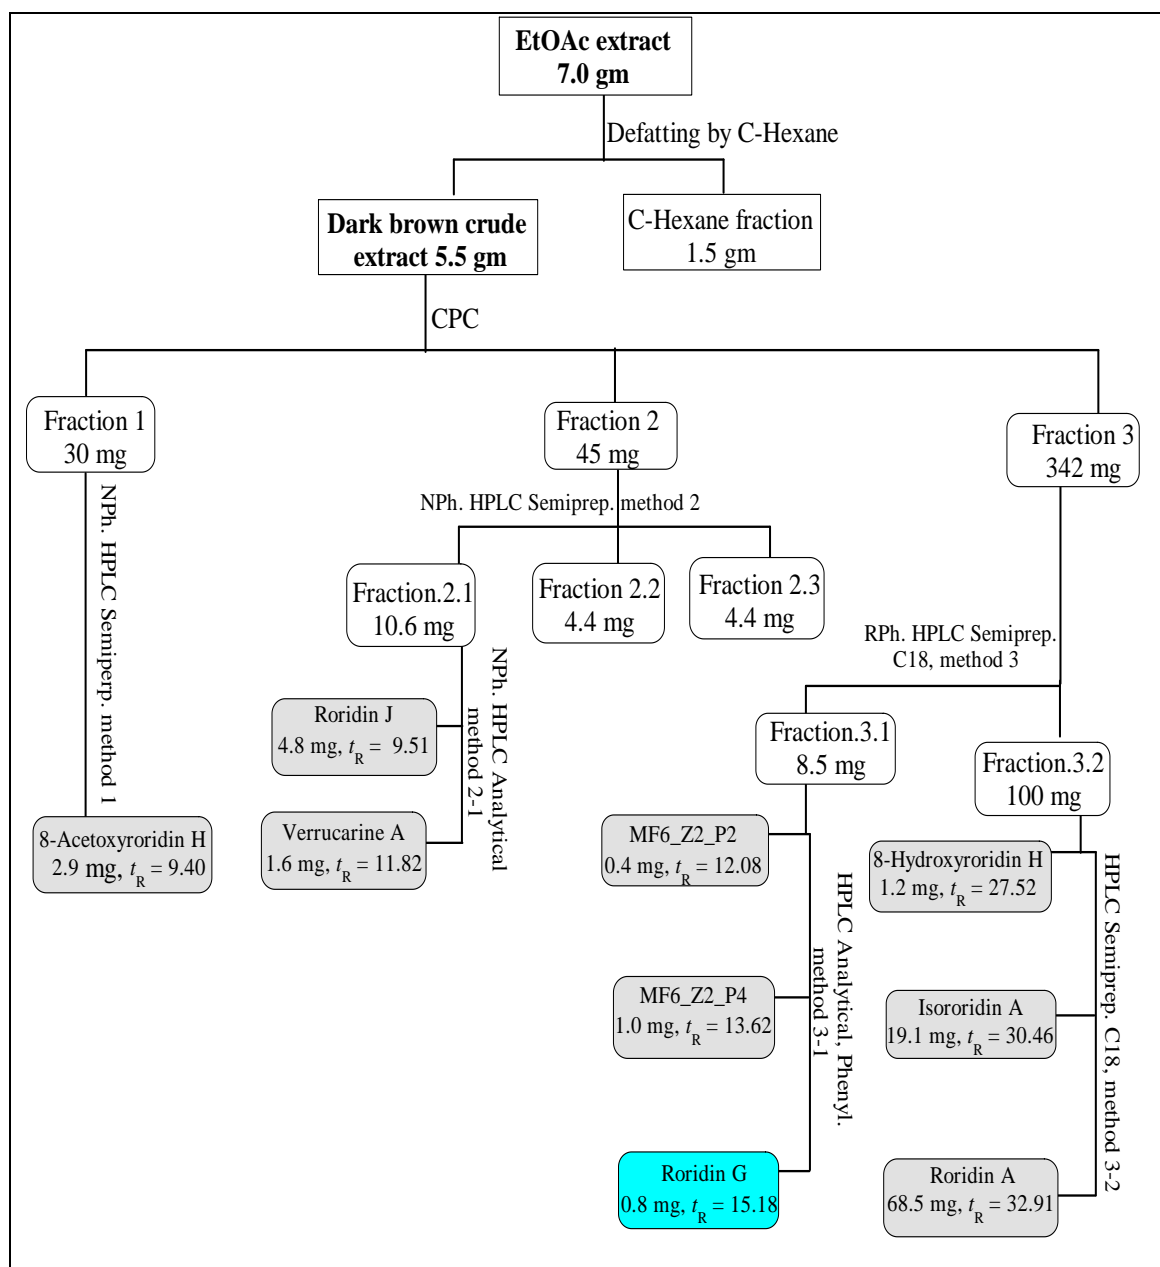 EtOAc extract
7.0 gm
Defatting by C-Hexane
Dark brown crude
extract 5.5 gm
C-Hexane fraction
1.5 gm
CPC
Fraction 1
30 mg
Fraction 2
45 mg
Fraction 3
342 mg
NPh. HPLC Semiperp. method 1
NPh. HPLC Semiprep. method 2
Fraction.2.1
10.6 mg
Fraction 2.2
4.4 mg
Fraction 2.3
4.4 mg
RPh. HPLC Semiprep.
C18, method 3
NPh. HPLC Analytical
method 2-1
Roridin J
4.8 mg, tR = 9.51
Verrucarine A
1.6 mg, tR = 11.82
8-Acetoxyroridin H
2.9 mg, tR = 9.40
Fraction.3.1
8.5 mg
Fraction.3.2
100 mg
MF6_Z2_P2
0.4 mg, tR = 12.08
HPLC Analytical, Phenyl.
method 3-1
8-Hydroxyroridin H
1.2 mg, tR = 27.52
HPLC Semiprep. C18, method 3-2
MF6_Z2_P4
1.0 mg, tR = 13.62
Isororidin A
19.1 mg, tR = 30.46
Roridin G
0.8 mg, tR = 15.18
Roridin A
68.5 mg, tR = 32.91